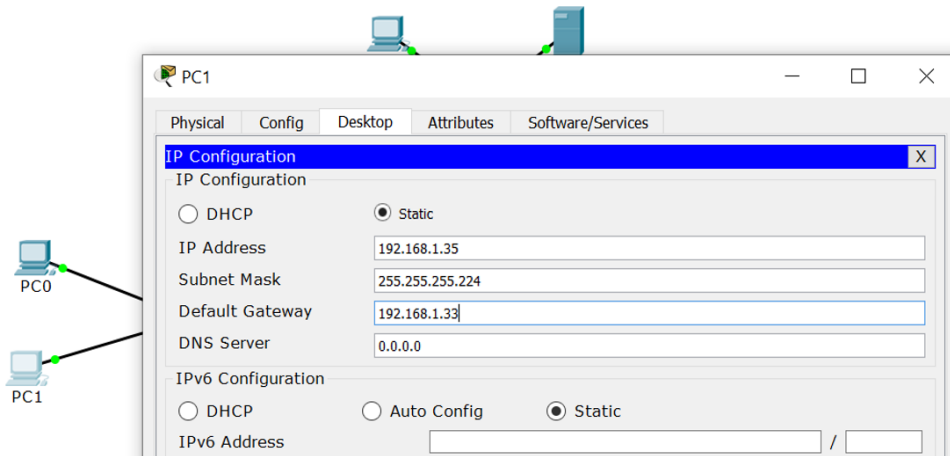 PC1
Physical Config Desktop Attributes Software/Services
IP Configuration X
IP Configuration
DHCP Static
IP Address 192.168.1.35
Subnet Mask 255.255.255.224
Default Gateway 192.168.1.33
DNS Server 0.0.0.0
IPv6 Configuration
DHCP Auto Config Static
IPv6 Address /
PC0
PC1